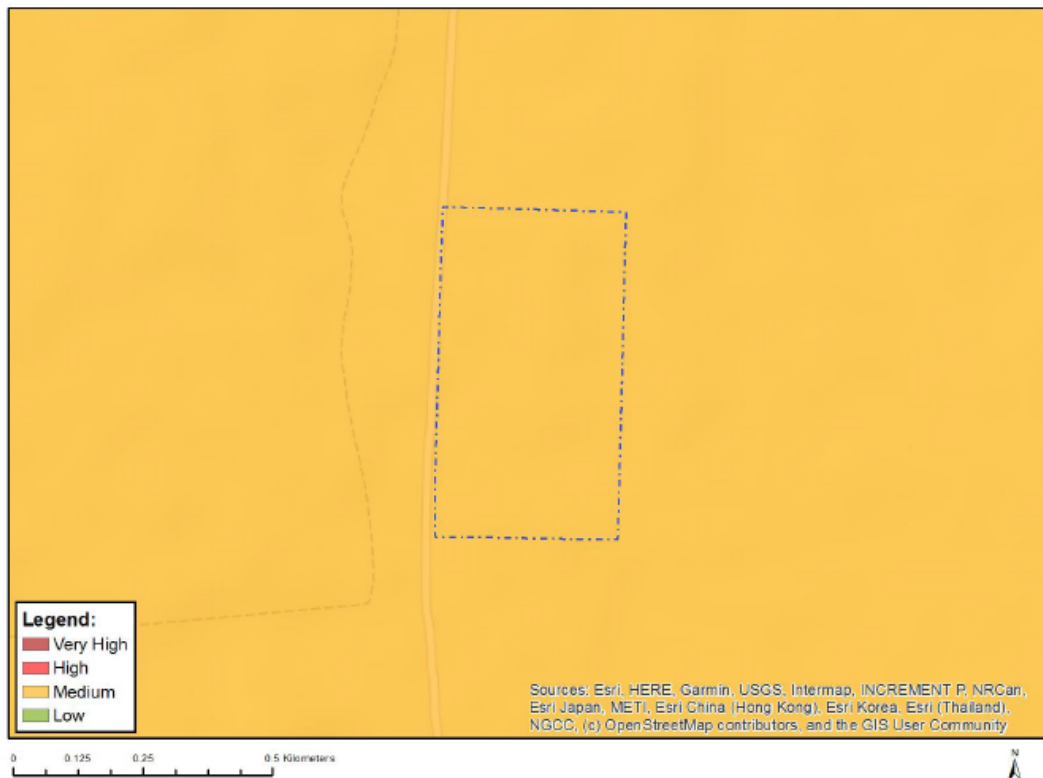 Legend:
Very High
High
Medium
Low
Sources: Esri, HERE, Garmin, USGS, Intermap, INCREMENT P, NRCan,
Esri Japan, METI, Esri China (Hong Kong), Esri Korea, Esri (Thailand),
NGCC, (c) OpenStreetMap contributors, and the GIS User Community
0 0.125 0.25 0.5 Kilometers
N